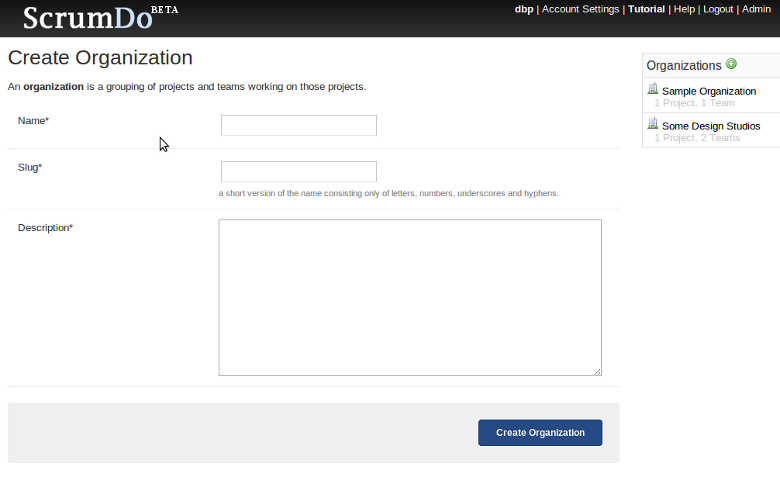 ScrumDo BETA
dbp | Account Settings | Tutorial | Help | Logout | Admin
Create Organization
An organization is a grouping of projects and teams working on those projects.
Name*
Slug*
a short version of the name consisting only of letters, numbers, underscores and hyphens.
Description*
Create Organization
Organizations
Sample Organization
1 Project, 1 Team
Some Design Studios
1 Project, 2 Teams